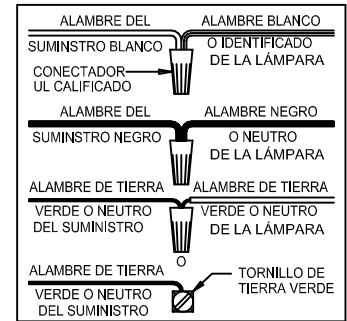 ALAMBRE DEL ALAMBRE BLANCO
SUMINSTRO BLANCO O IDENTIFICADO
DE LA LÁMPARA
CONECTADOR
UL CALIFICADO
ALAMBRE DEL ALAMBRE NEGRO
SUMINSTRO NEGRO O NEUTRO
DE LA LÁMPARA
ALAMBRE DE TIERRA ALAMBRE DE TIERRA
VERDE O NEUTRO VERDE O NEUTRO
DEL SUMINISTRO DE LA LÁMPARA
O
ALAMBRE DE TIERRA TORNILLO DE
TIERRA VERDE
VERDE O NEUTRO
DEL SUMINISTRO